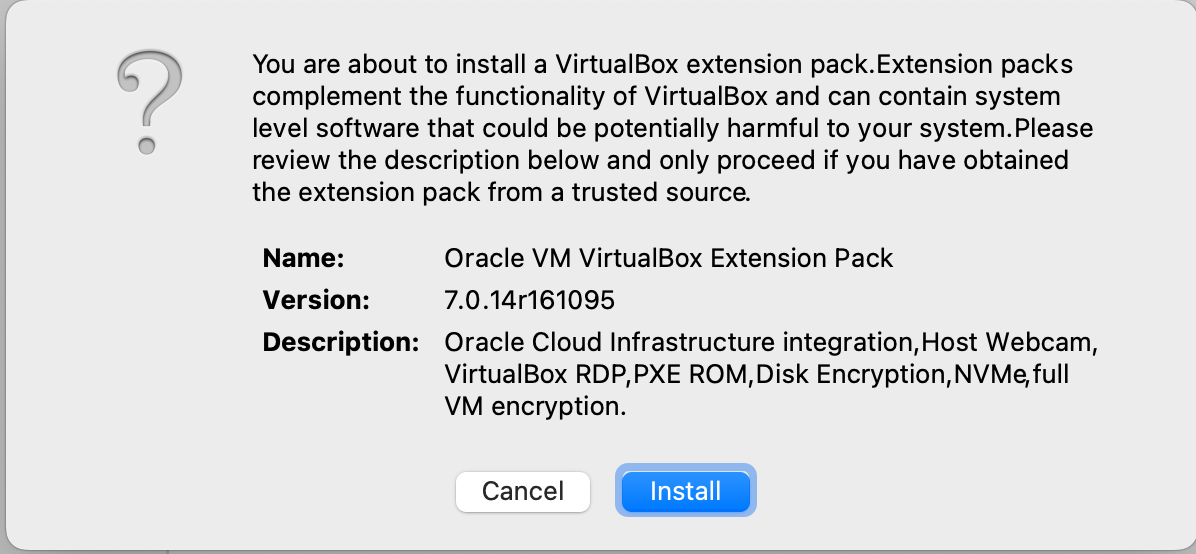 ?
You are about to install a VirtualBox extension pack.Extension packs
complement the functionality of VirtualBox and can contain system
level software that could be potentially harmful to your system.Please
review the description below and only proceed if you have obtained
the extension pack from a trusted source.
Name: Oracle VM VirtualBox Extension Pack
Version: 7.0.14r161095
Description: Oracle Cloud Infrastructure integration,Host Webcam,
VirtualBox RDP,PXE ROM,Disk Encryption,NVMe,full
VM encryption.
Cancel Install